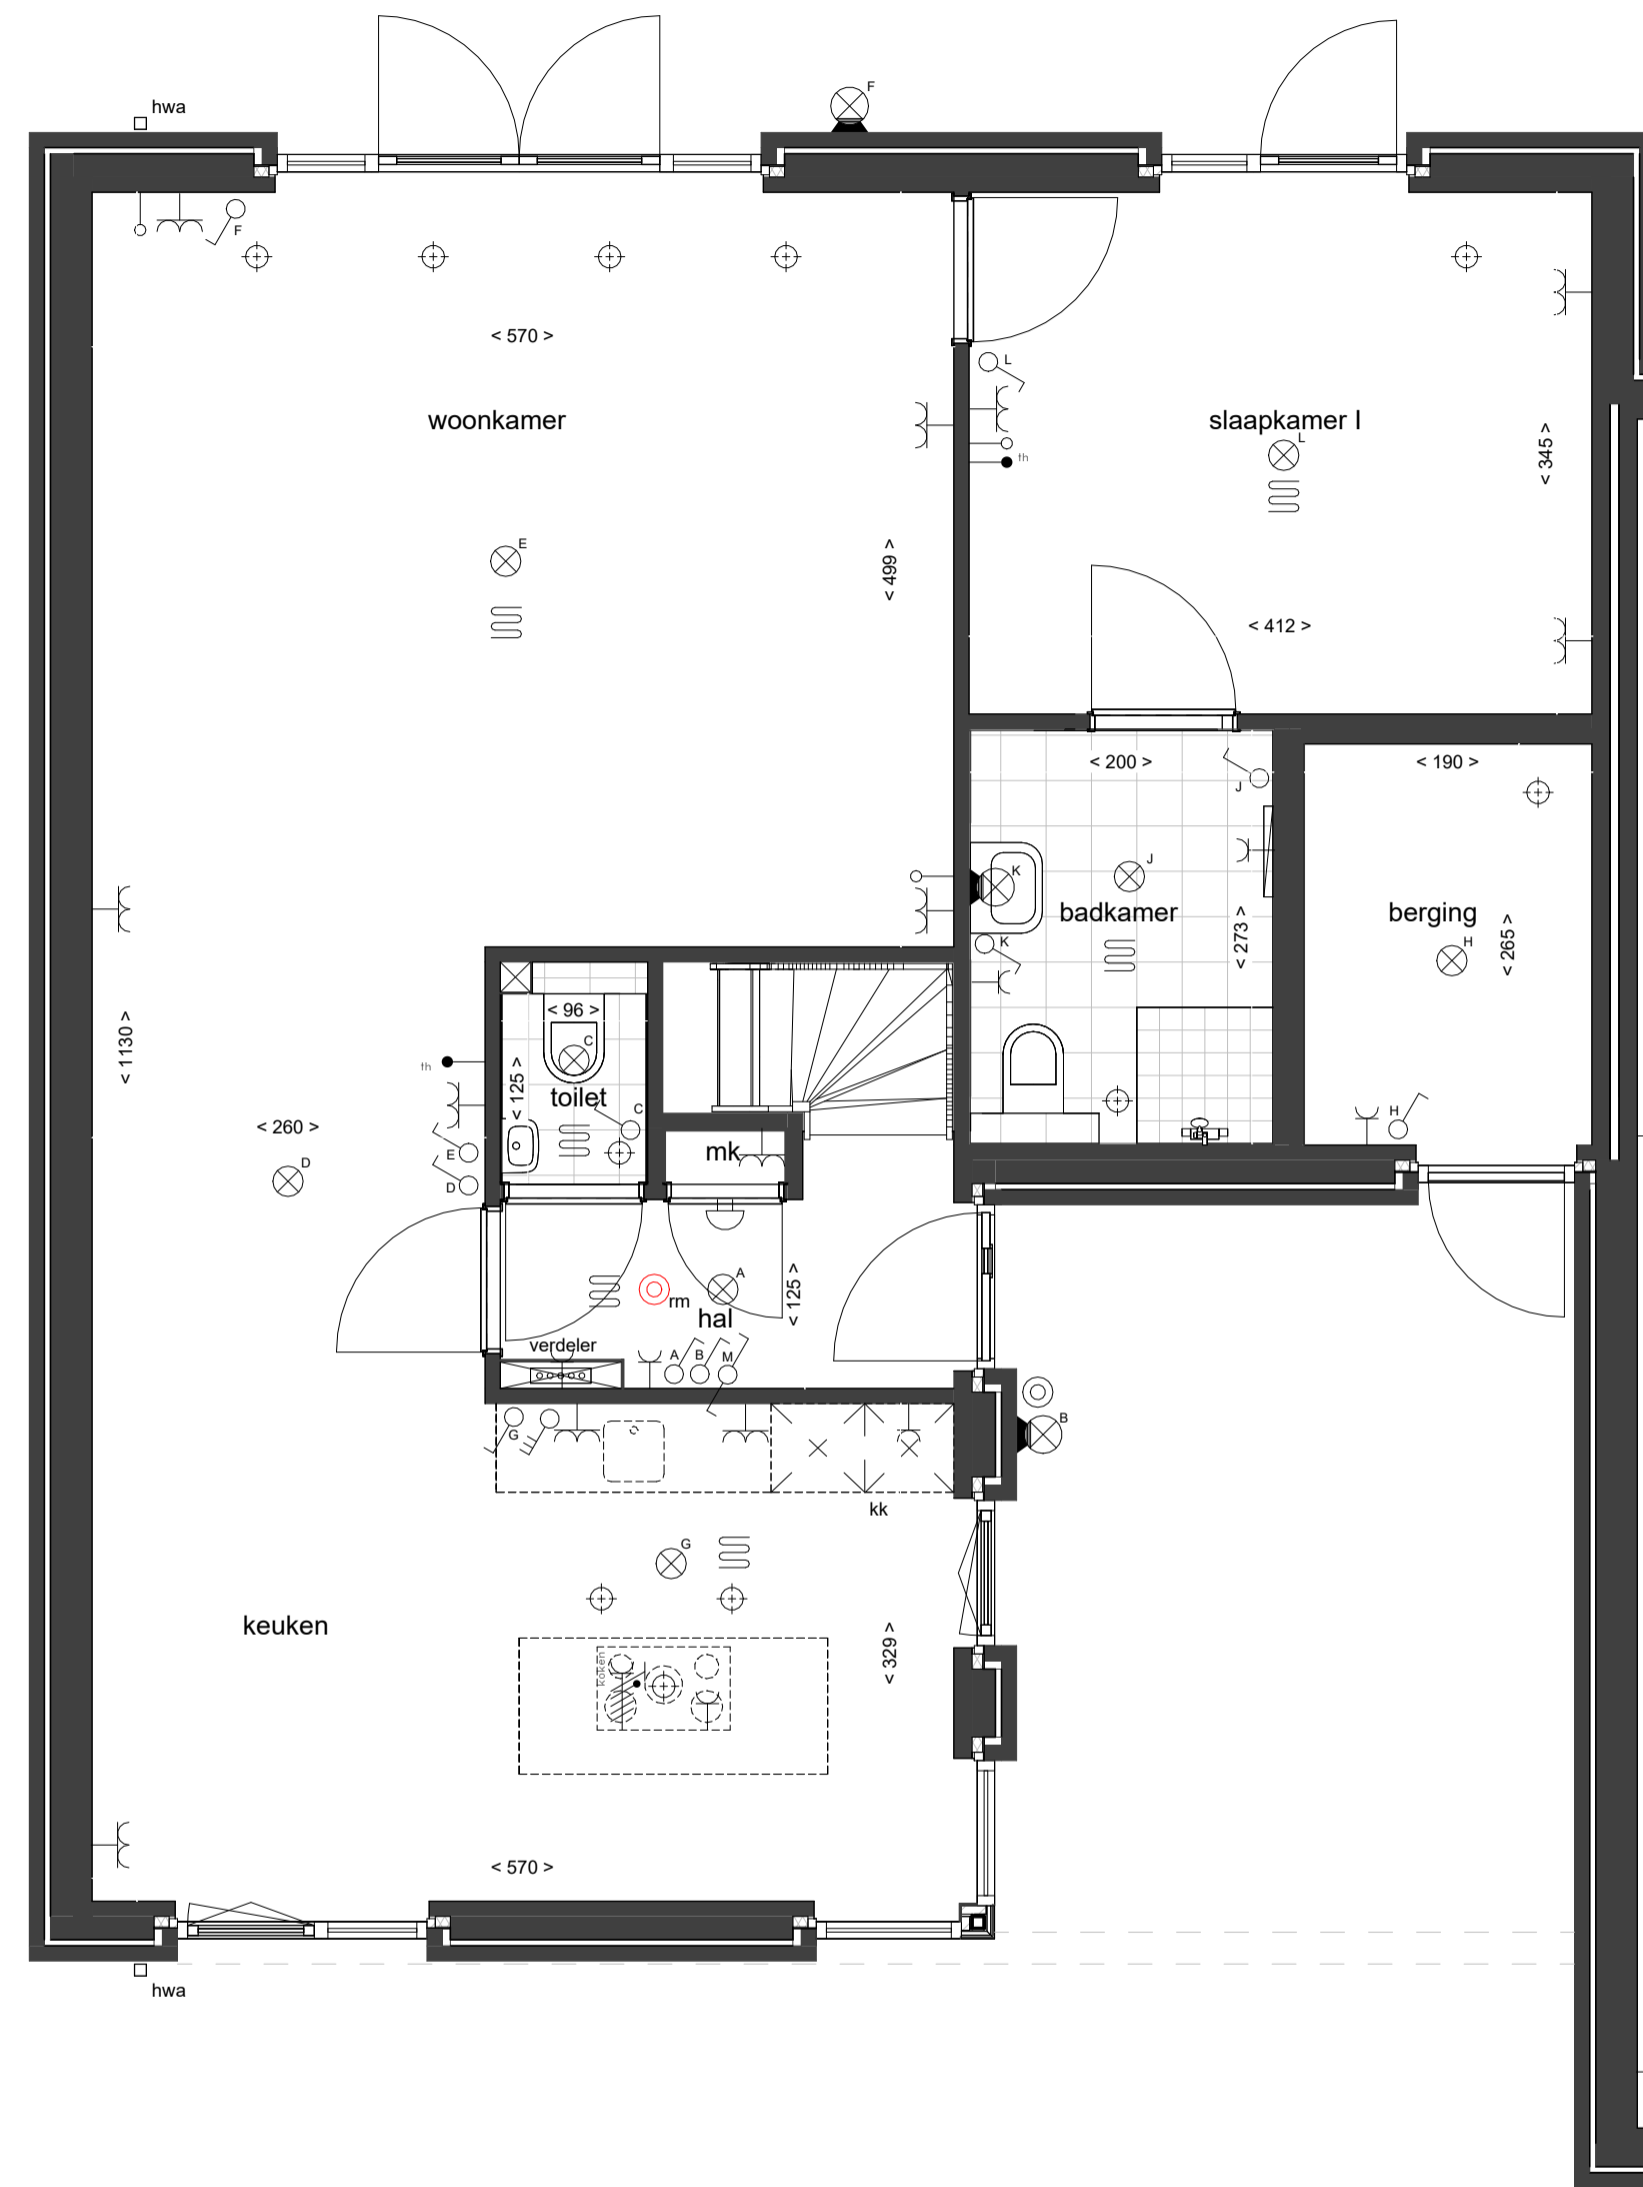 F
hwa
F
< 570 >
L
woonkamer
slaapkamer I
L
< 345 >
th
E
< 499 >
< 412 >
< 200 >
< 190 >
J
J
K
badkamer
berging
< 273 >
K
H
< 265 >
< 96 >
< 1130 >
C
th
< 125 >
toilet
C
H
< 260 >
E
mk
D
D
A
rm
< 125 >
hal
verdeler
A
B
M
B
G
kk
G
keuken
< 329 >
koken
< 570 >
hwa